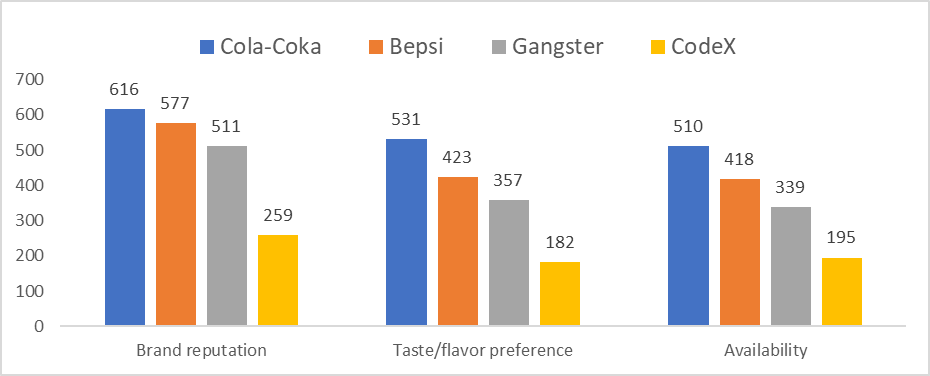 Cola-Coka Bepsi Gangster CodeX
700
600
500
400
300
200
100
0
616 577 511 259
531 423 357 182
510 418 339 195
Brand reputation Taste/flavor preference Availability